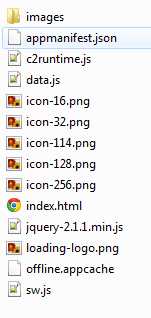 images
appmanifest.json
c2runtime.js
data.js
icon-16.png
icon-32.png
icon-114.png
icon-128.png
icon-256.png
index.html
jquery-2.1.1.min.js
loading-logo.png
offline.appcache
sw.js